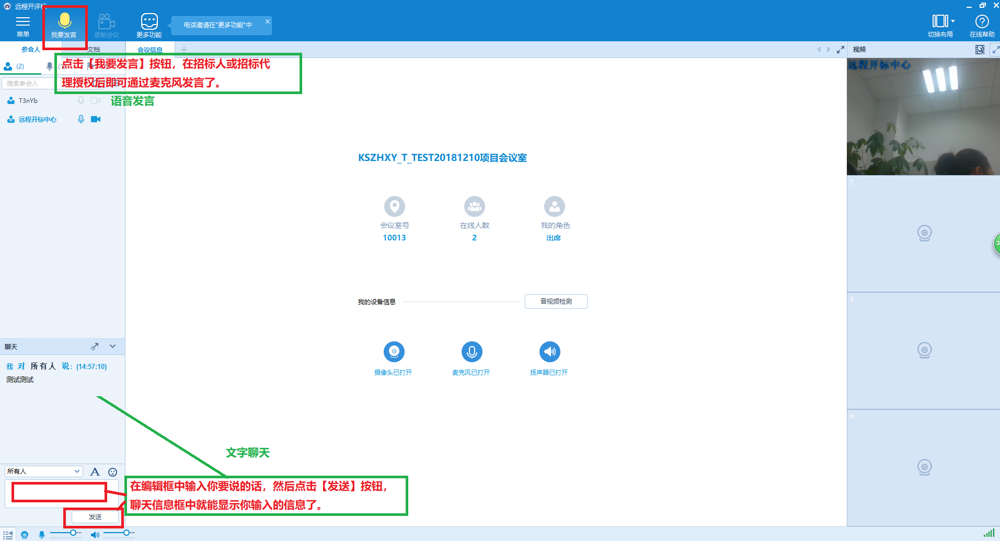 远程开评标
菜单
我要发言
录制会议
更多功能
电话邀请在"更多功能"中
切换布局
在线帮助
参会人
文档
会议信息
视频
(2)
点击【我要发言】按钮，在招标人或招标代
理授权后即可通过麦克风发言了。
搜索参会人
语音发言
T3nYb
远程开标中心
远程开标中心
KSZHXY_T_TEST20181210项目会议室
会议室号
10013
在线人数
2
我的角色
出席
我的设备信息
音视频检测
摄像头已打开
麦克风已打开
扬声器已打开
2
3
3
4
聊天
我 对 所有人 说: (14:57:10)
测试测试
文字聊天
所有人
A
在编辑框中输入你要说的话，然后点击【发送】按钮，
聊天信息框中就能显示你输入的信息了。
发送